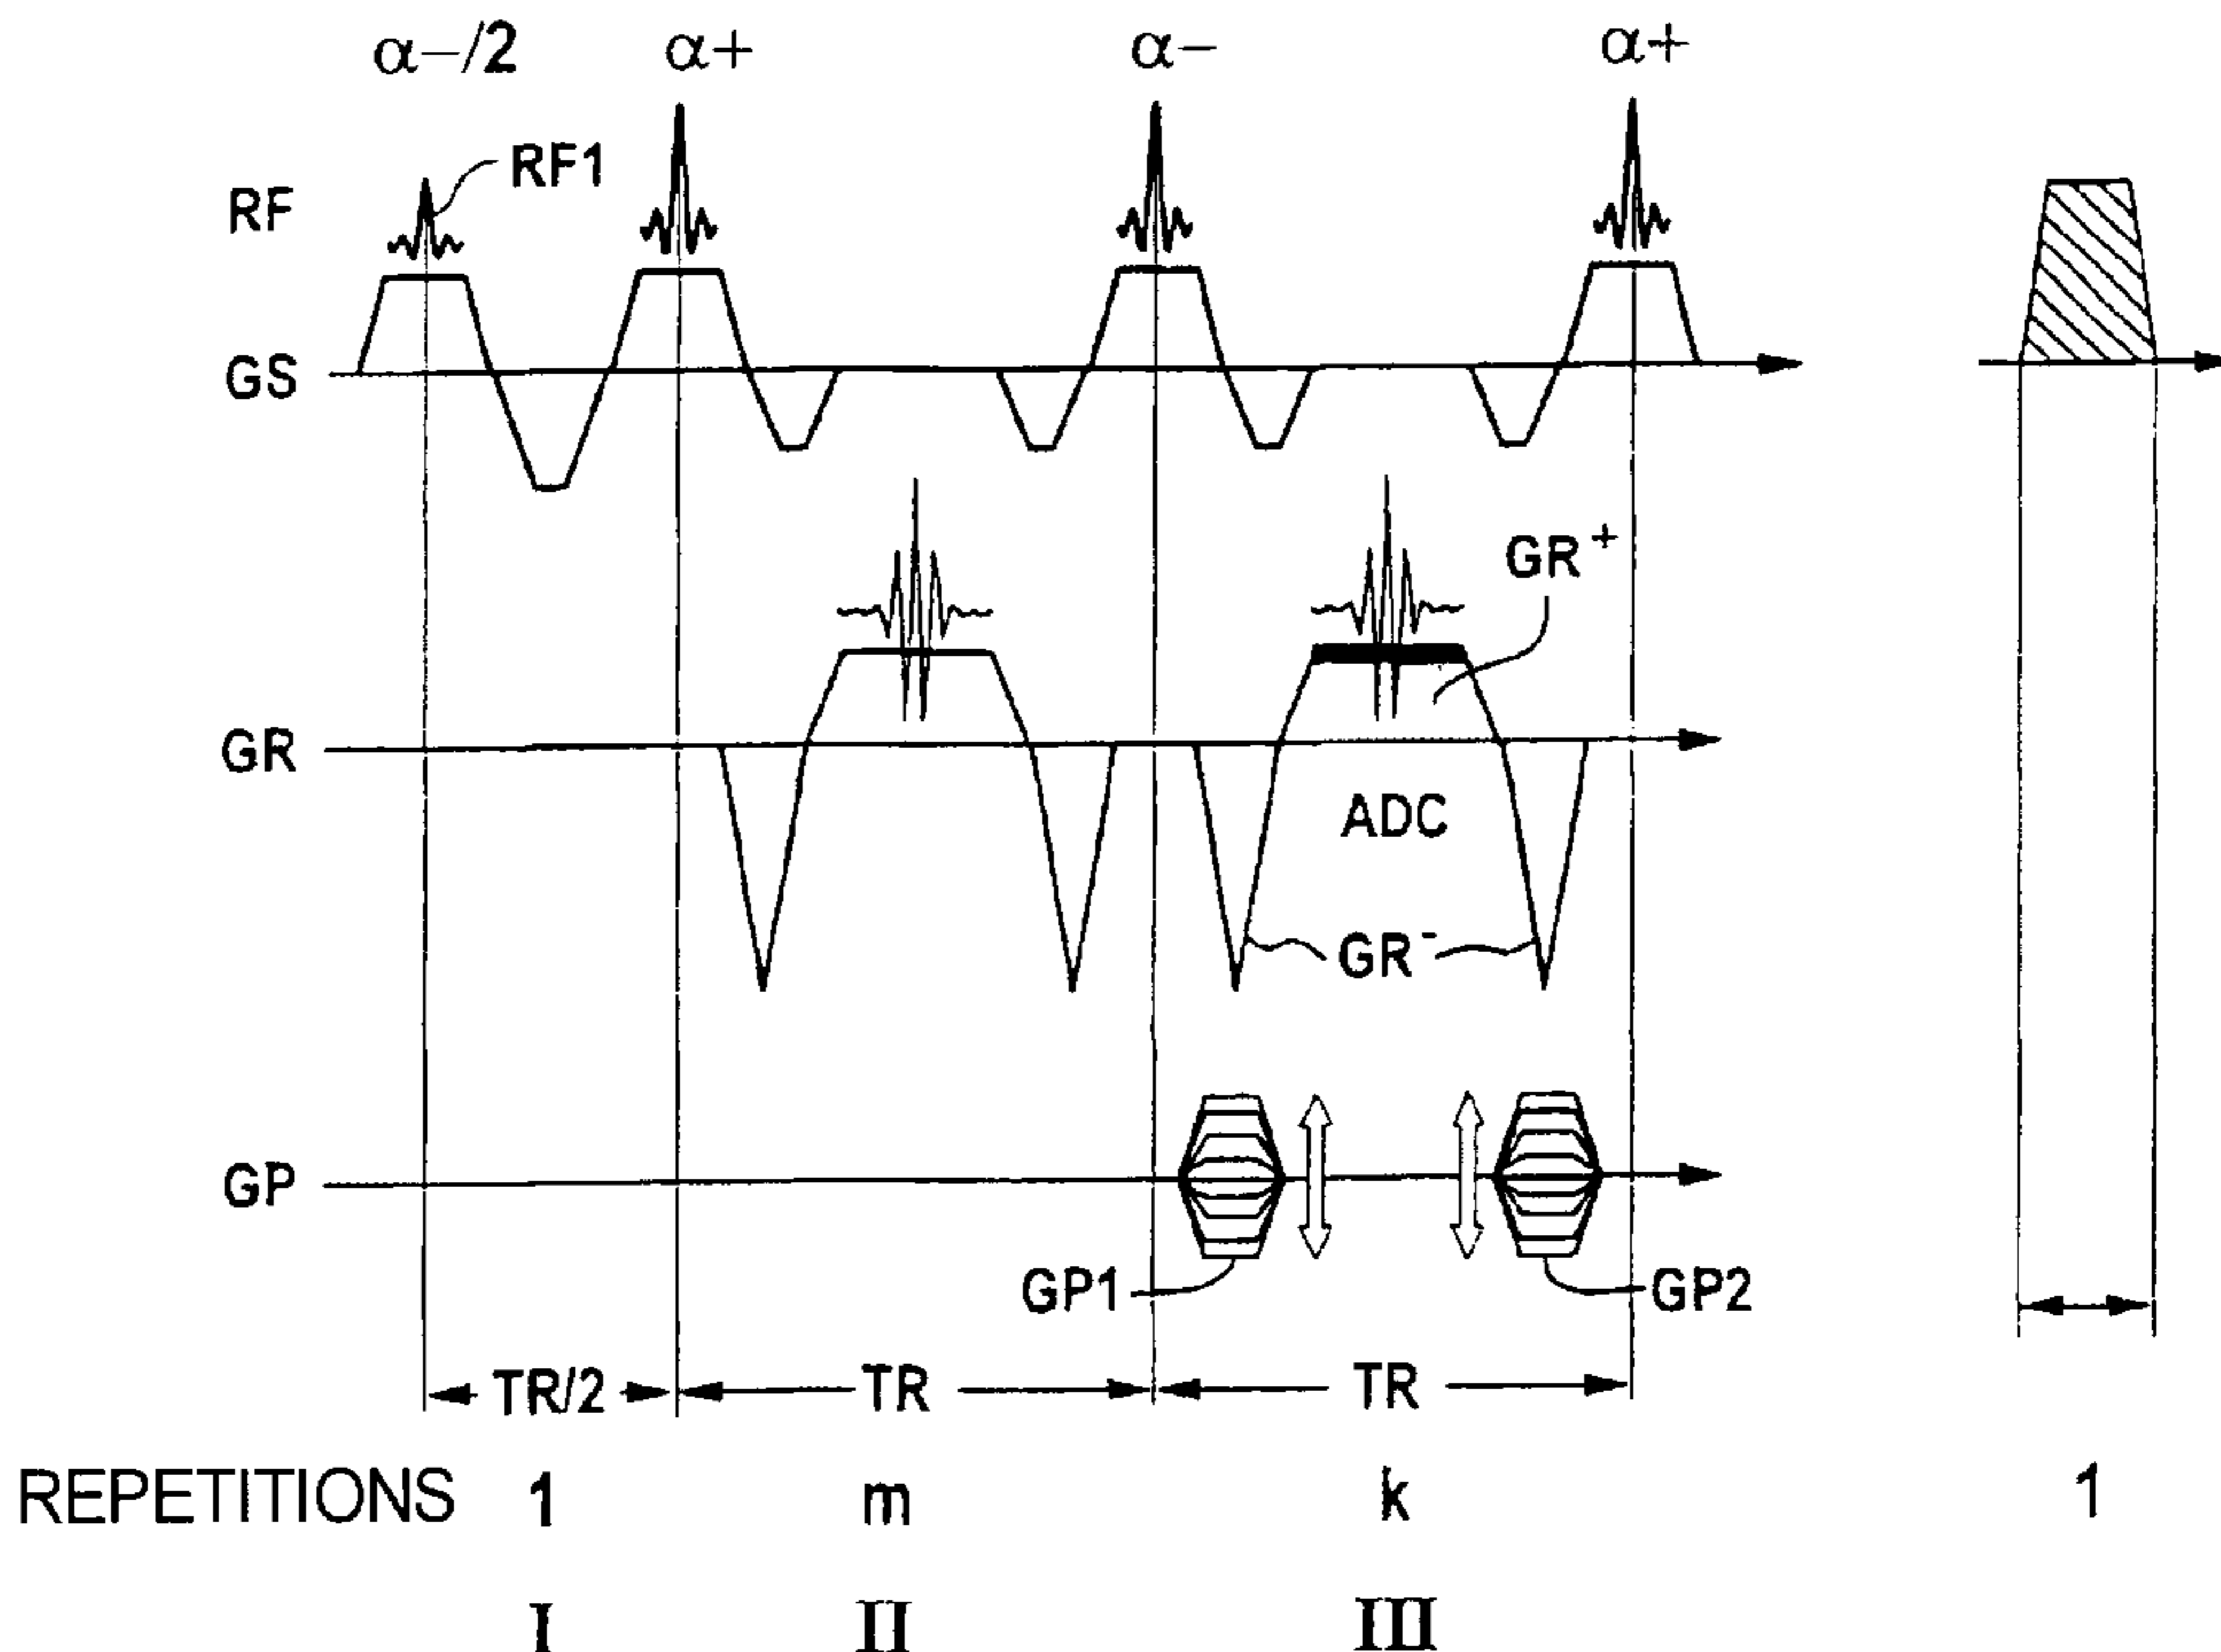 α−/2 α+ α− α+
RF1
RF
GS
GR⁺
GR
ADC
GR⁻
GP
GP1 GP2
TR/2 TR TR
REPETITIONS 1 m k 1
I II III